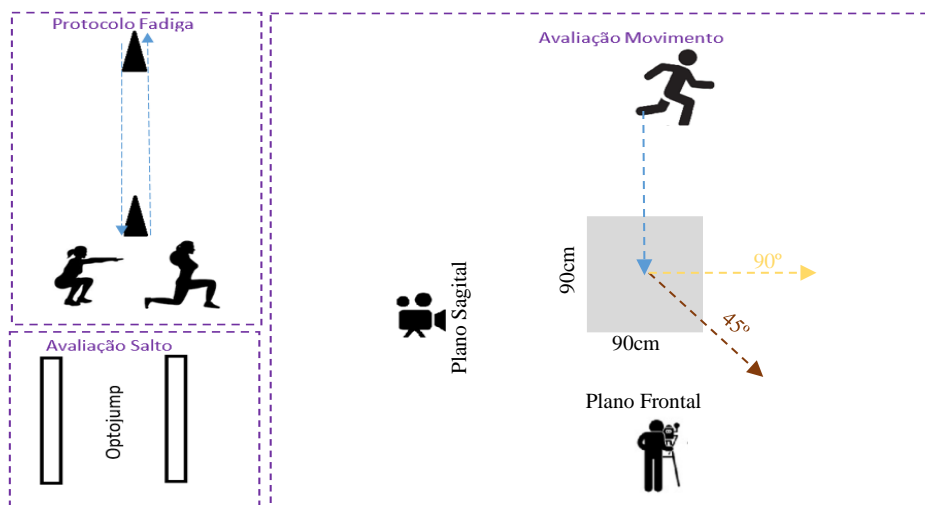 Protocolo Fadiga
Avaliação Movimento
90cm
90cm
90º
45º
Plano Sagital
Plano Frontal
Avaliação Salto
Optojump